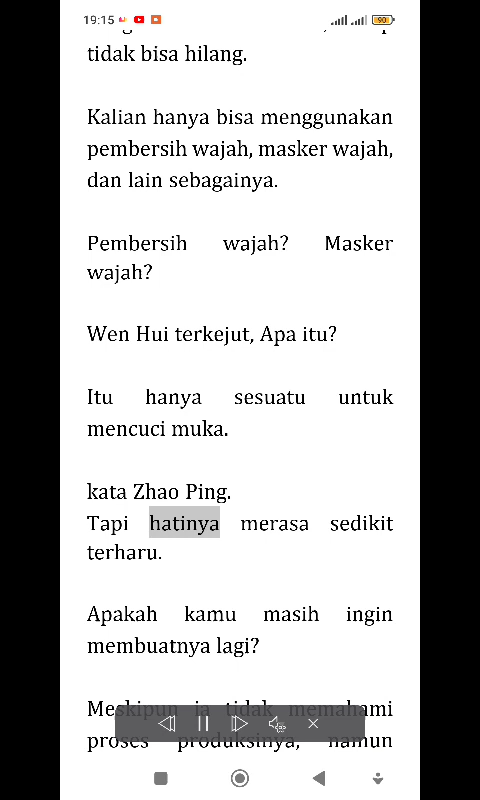 19:15
90
tidak bisa hilang.
Kalian hanya bisa menggunakan
pembersih wajah, masker wajah,
dan lain sebagainya.
Pembersih wajah? Masker
wajah?
Wen Hui terkejut, Apa itu?
Itu hanya sesuatu untuk
mencuci muka.
kata Zhao Ping.
Tapi hatinya merasa sedikit
terharu.
Apakah kamu masih ingin
membuatnya lagi?
Meskipun ia tidak memahami
proses produksinya, namun